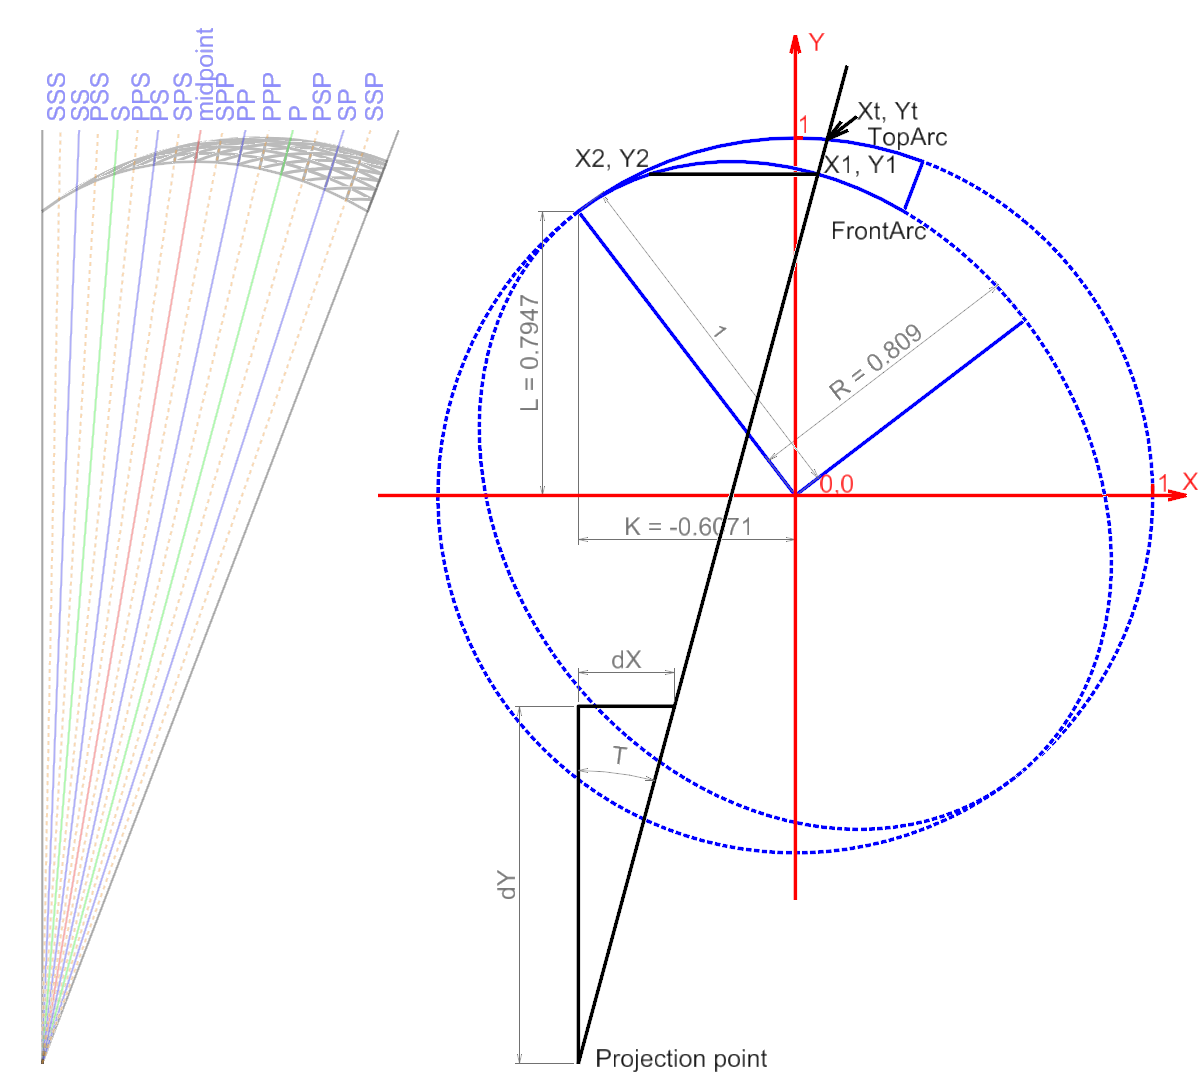 SSS
SS
PSS
S
PPS
PS
SPS
midpoint
SPP
PP
PPP
P
PSP
SP
SSP
Y
1
Xt, Yt
TopArc
X2, Y2
X1, Y1
FrontArc
L = 0.7947
1
R = 0.809
0,0
1
X
K = -0.6071
dX
T
dY
Projection point